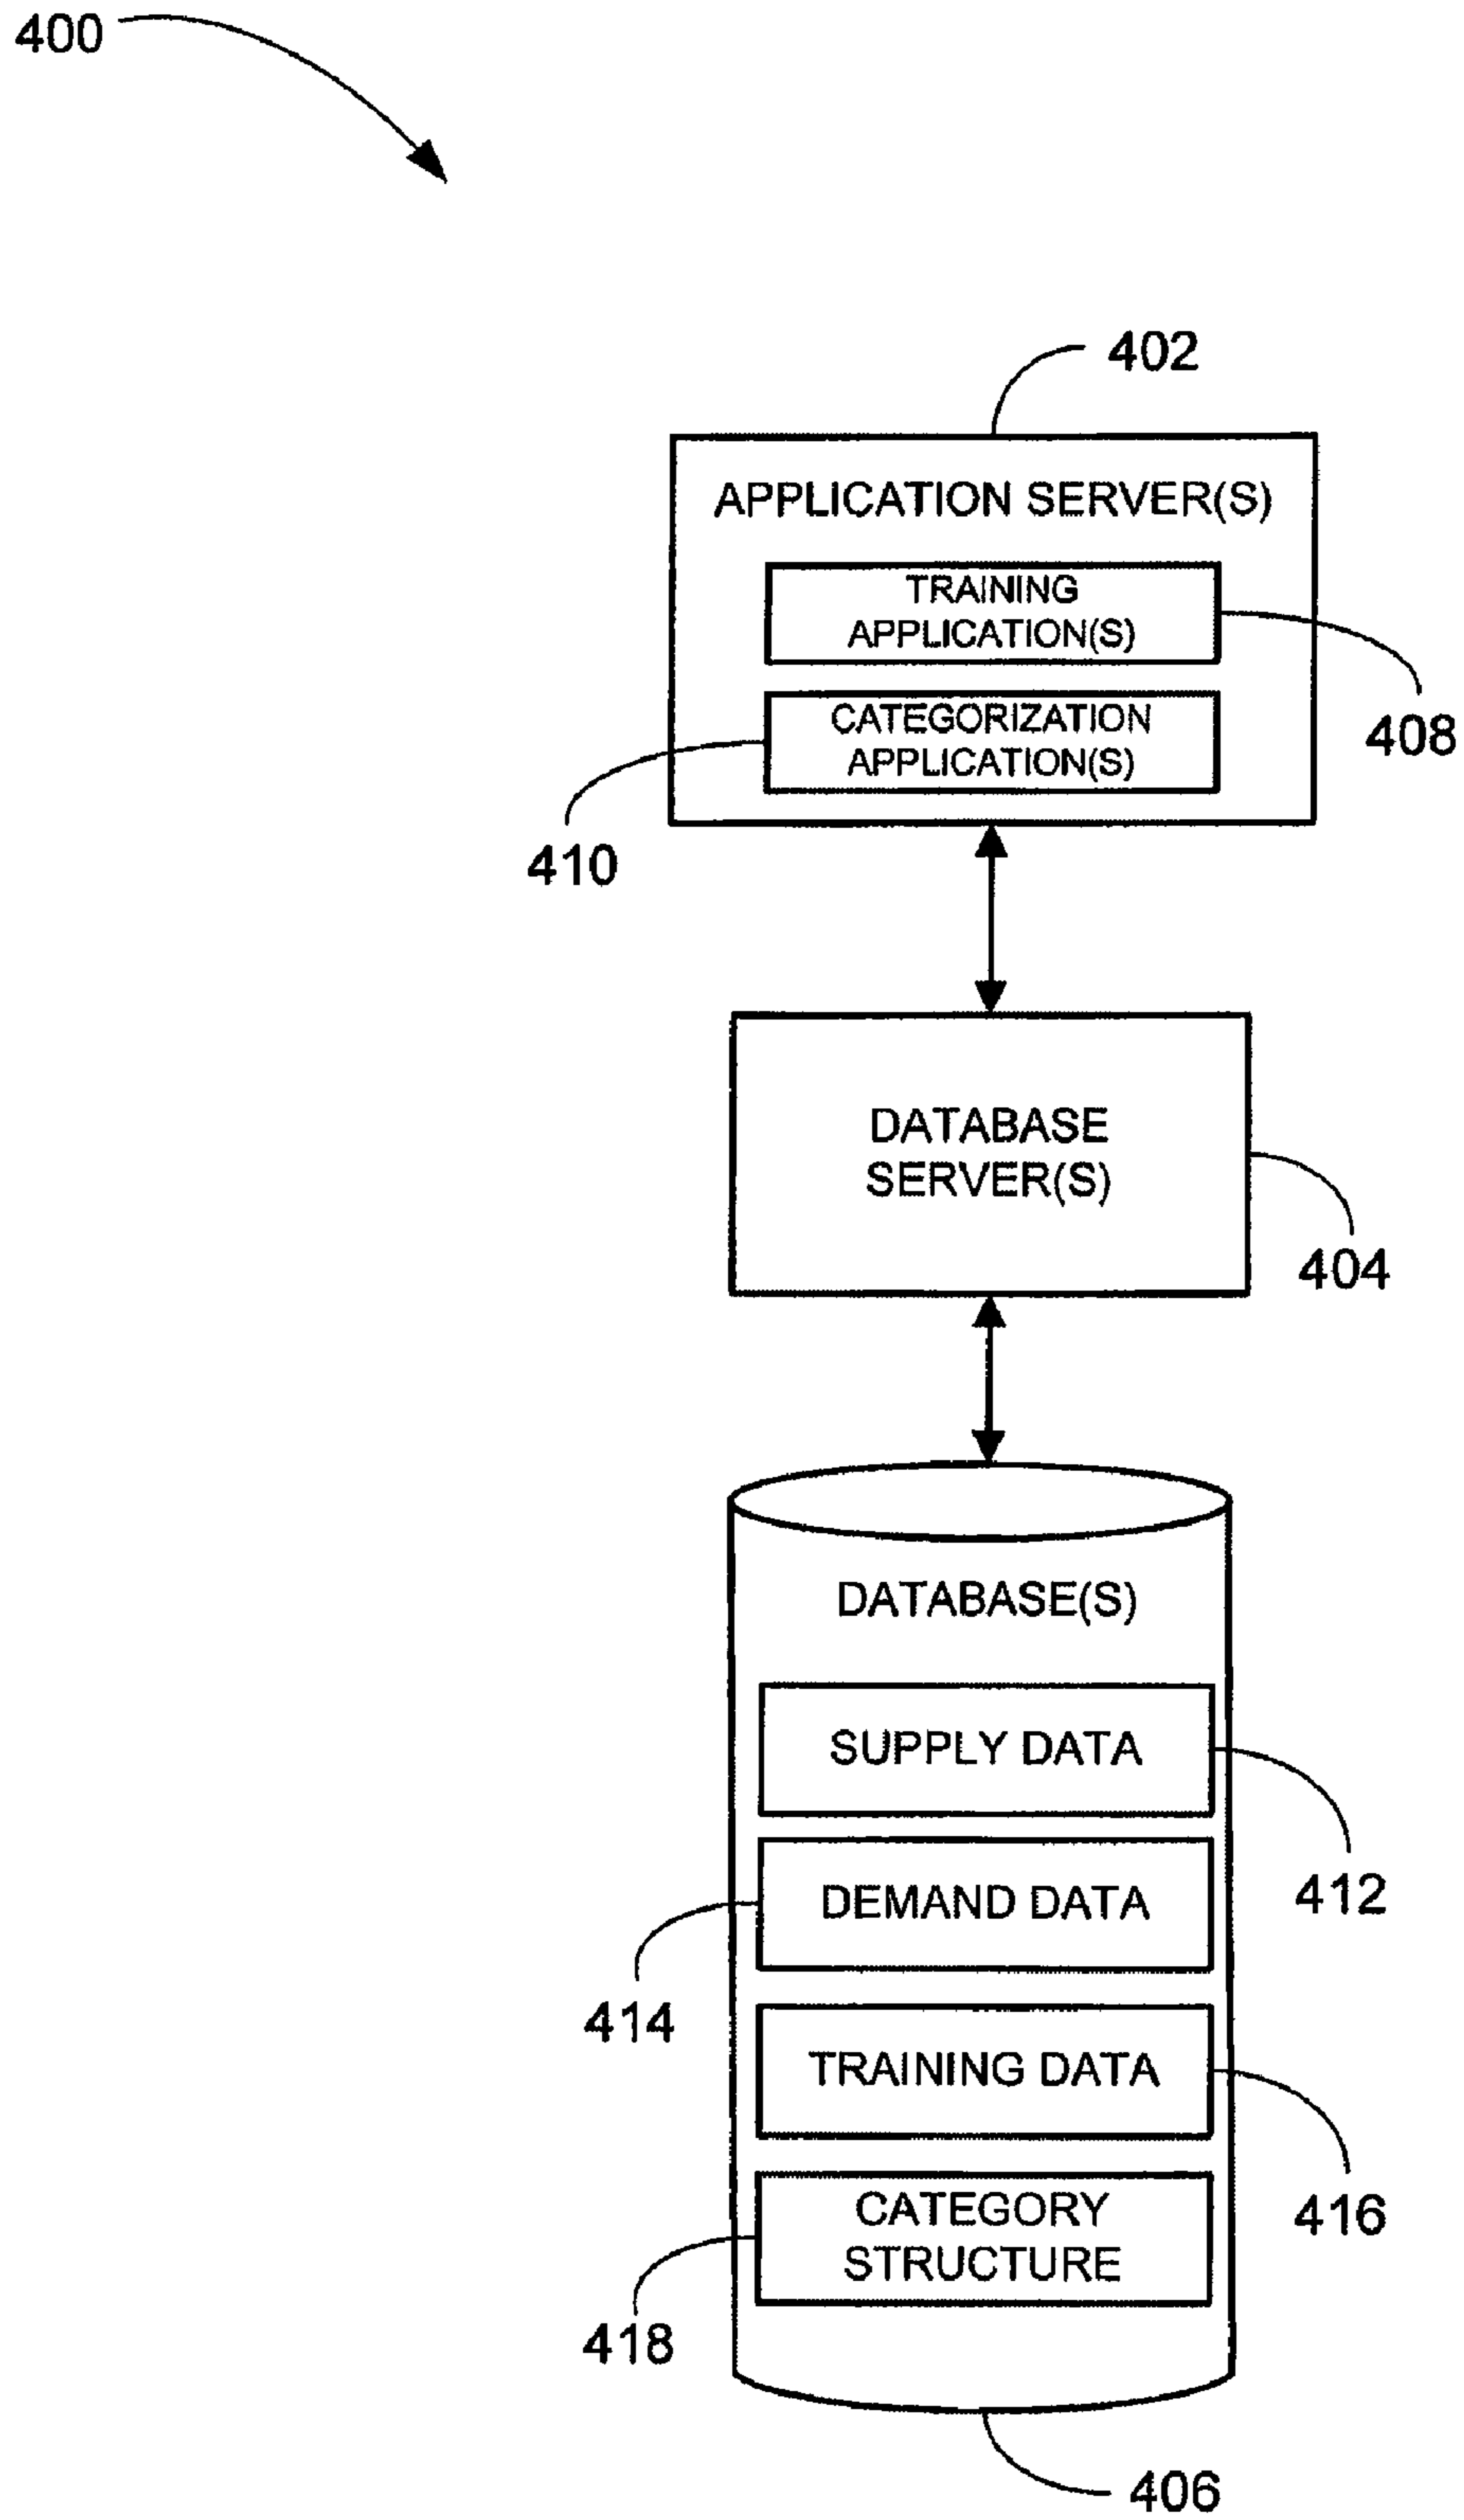 400
402
APPLICATION SERVER(S)
TRAINING
APPLICATION(S)
408
CATEGORIZATION
APPLICATION(S)
410
DATABASE
SERVER(S)
404
DATABASE(S)
SUPPLY DATA
412
DEMAND DATA
414
TRAINING DATA
416
CATEGORY
STRUCTURE
418
406